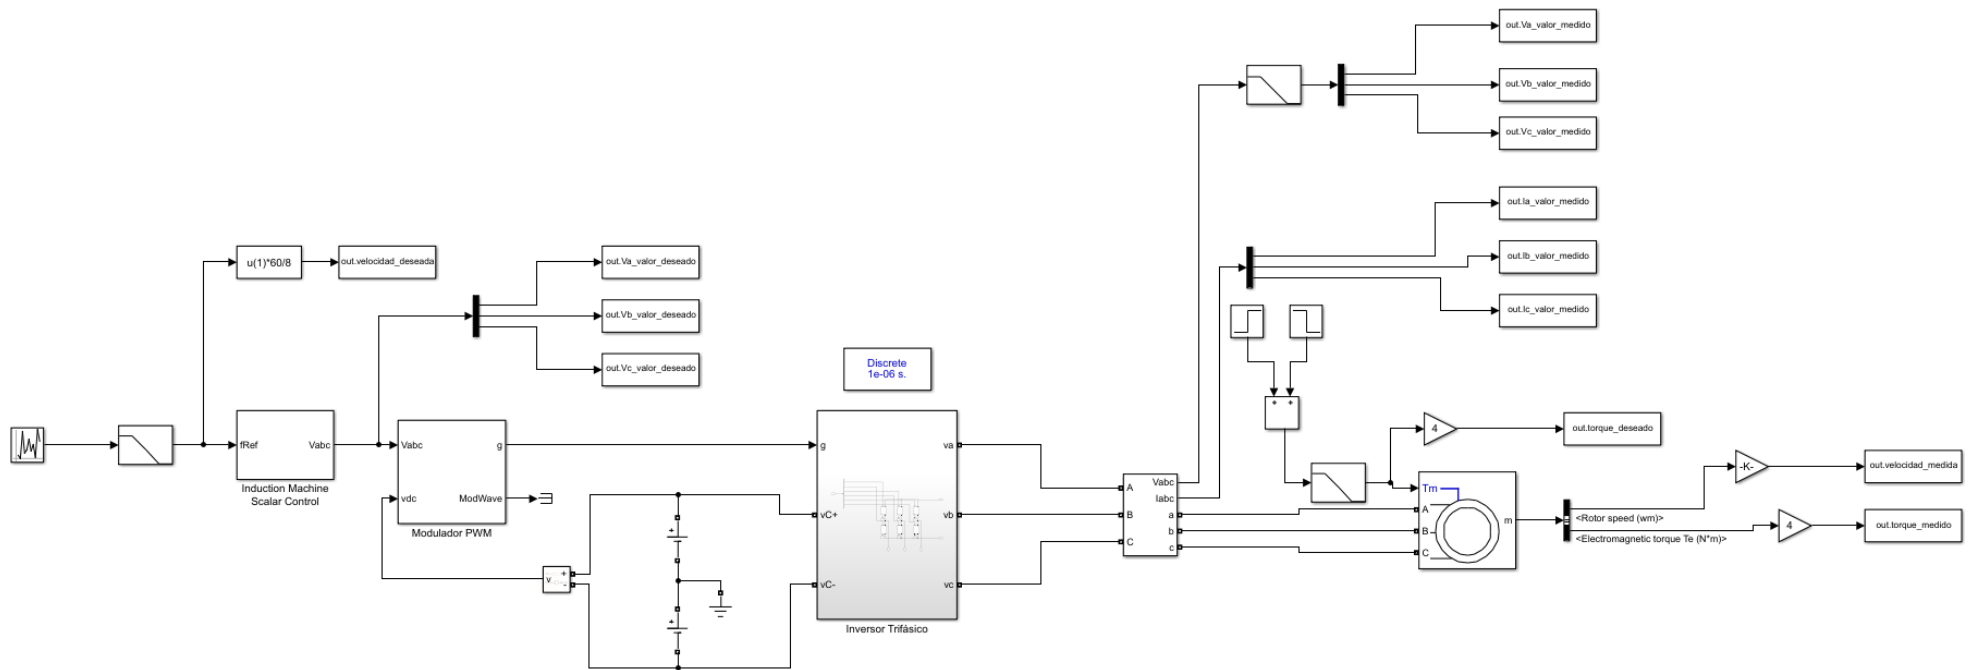 out.Va_valor_medido
out.Vb_valor_medido
out.Vc_valor_medido
out.Ia_valor_medido
out.Ib_valor_medido
out.Ic_valor_medido
u(1)*60/8
out.velocidad_deseada
out.Va_valor_deseado
out.Vb_valor_deseado
out.Vc_valor_deseado
Discrete
1e-06 s.
fRef
Vabc
Induction Machine
Scalar Control
Vabc
g
vdc
ModWave
Modulador PWM
v
+
-
+
+
g
va
vC+
vb
vC-
vc
Inversor Trifásico
A
B
C
Vabc
Iabc
a
b
c
+ +
4
out.torque_deseado
Tm
A
B
C
m
<Rotor speed (wm)>
<Electromagnetic torque Te (N*m)>
-K-
out.velocidad_medida
4
out.torque_medido